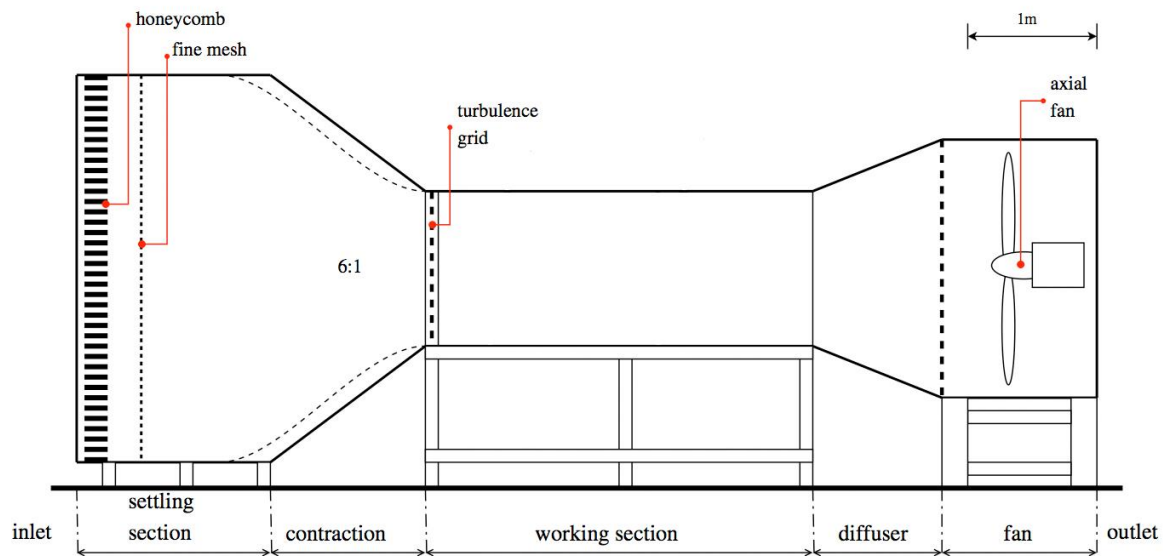 honeycomb
fine mesh
1m
turbulence
grid
axial
fan
6:1
settling
inlet section contraction working section diffuser fan outlet